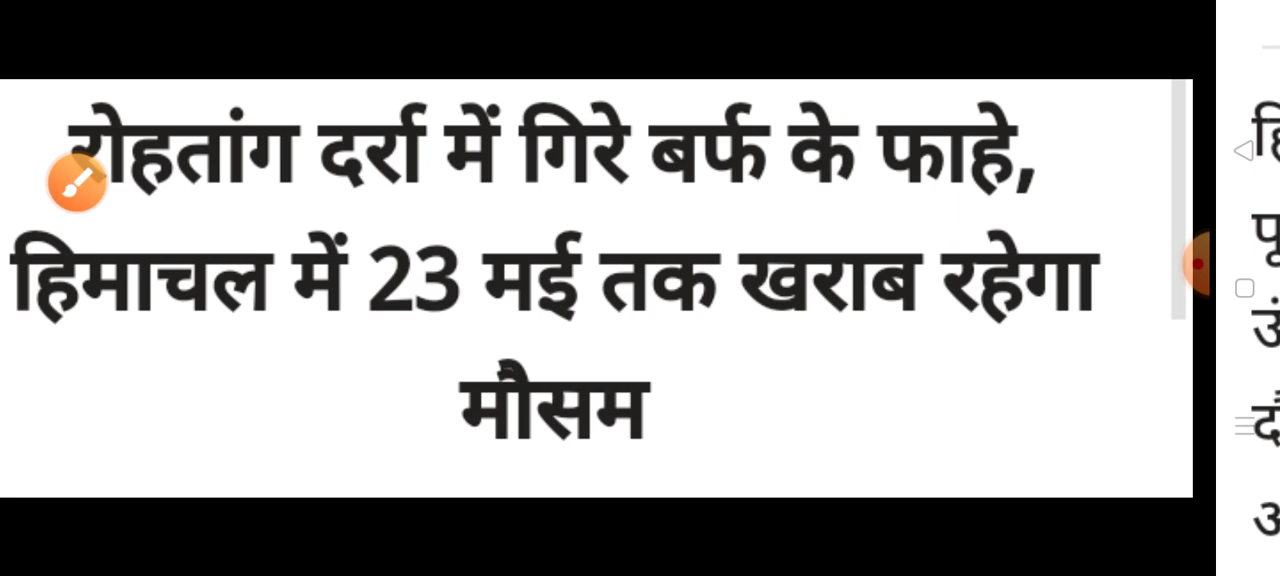 रोहतांग दर्रा में गिरे बर्फ के फाहे,
हिमाचल में 23 मई तक खराब रहेगा
मौसम